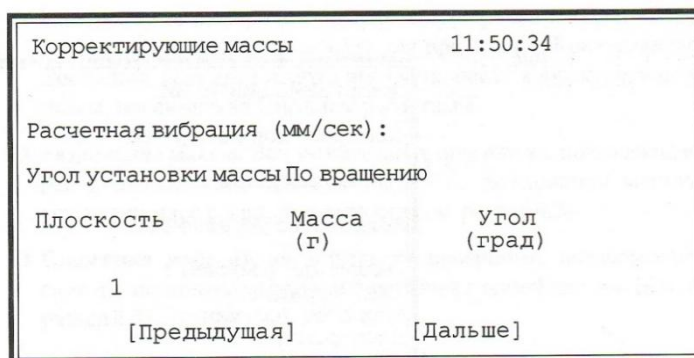 Корректирующие массы 11:50:34
Расчетная вибрация (мм/сек):
Угол установки массы По вращению
Плоскость Масса Угол
(г) (град)
1
[Предыдущая] [Дальше]